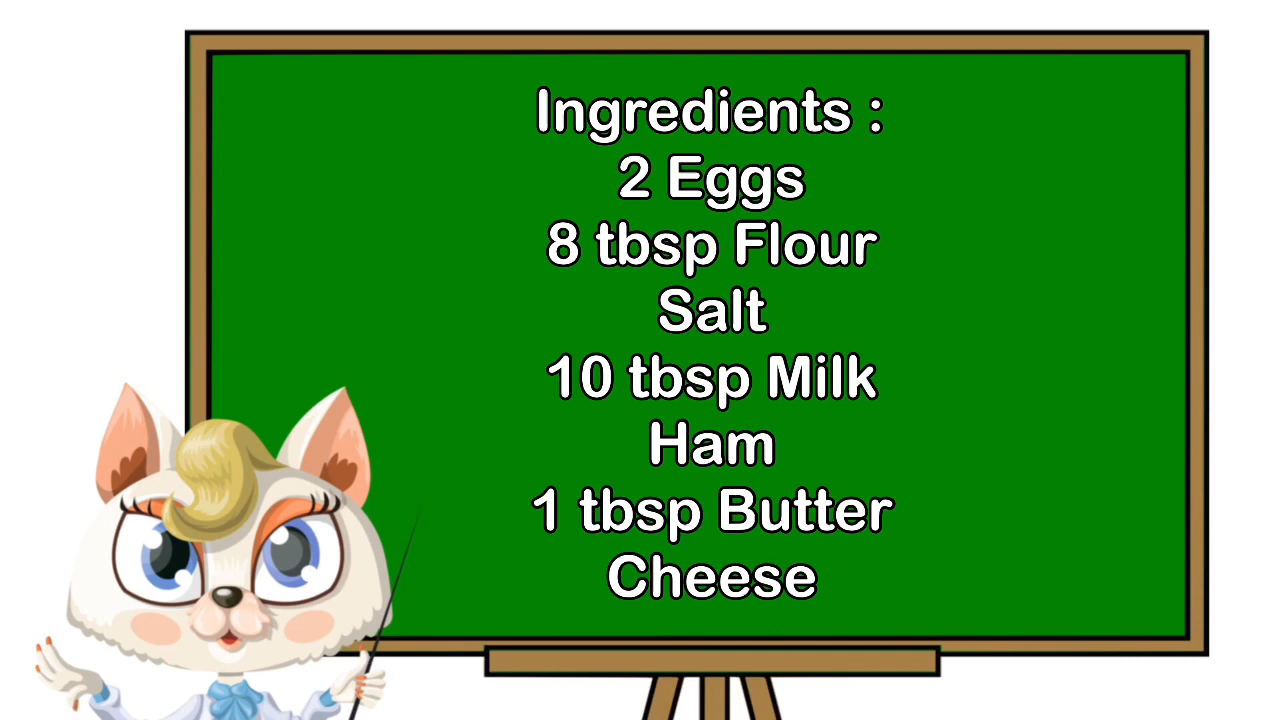 Ingredients :
2 Eggs
8 tbsp Flour
Salt
10 tbsp Milk
Ham
1 tbsp Butter
Cheese